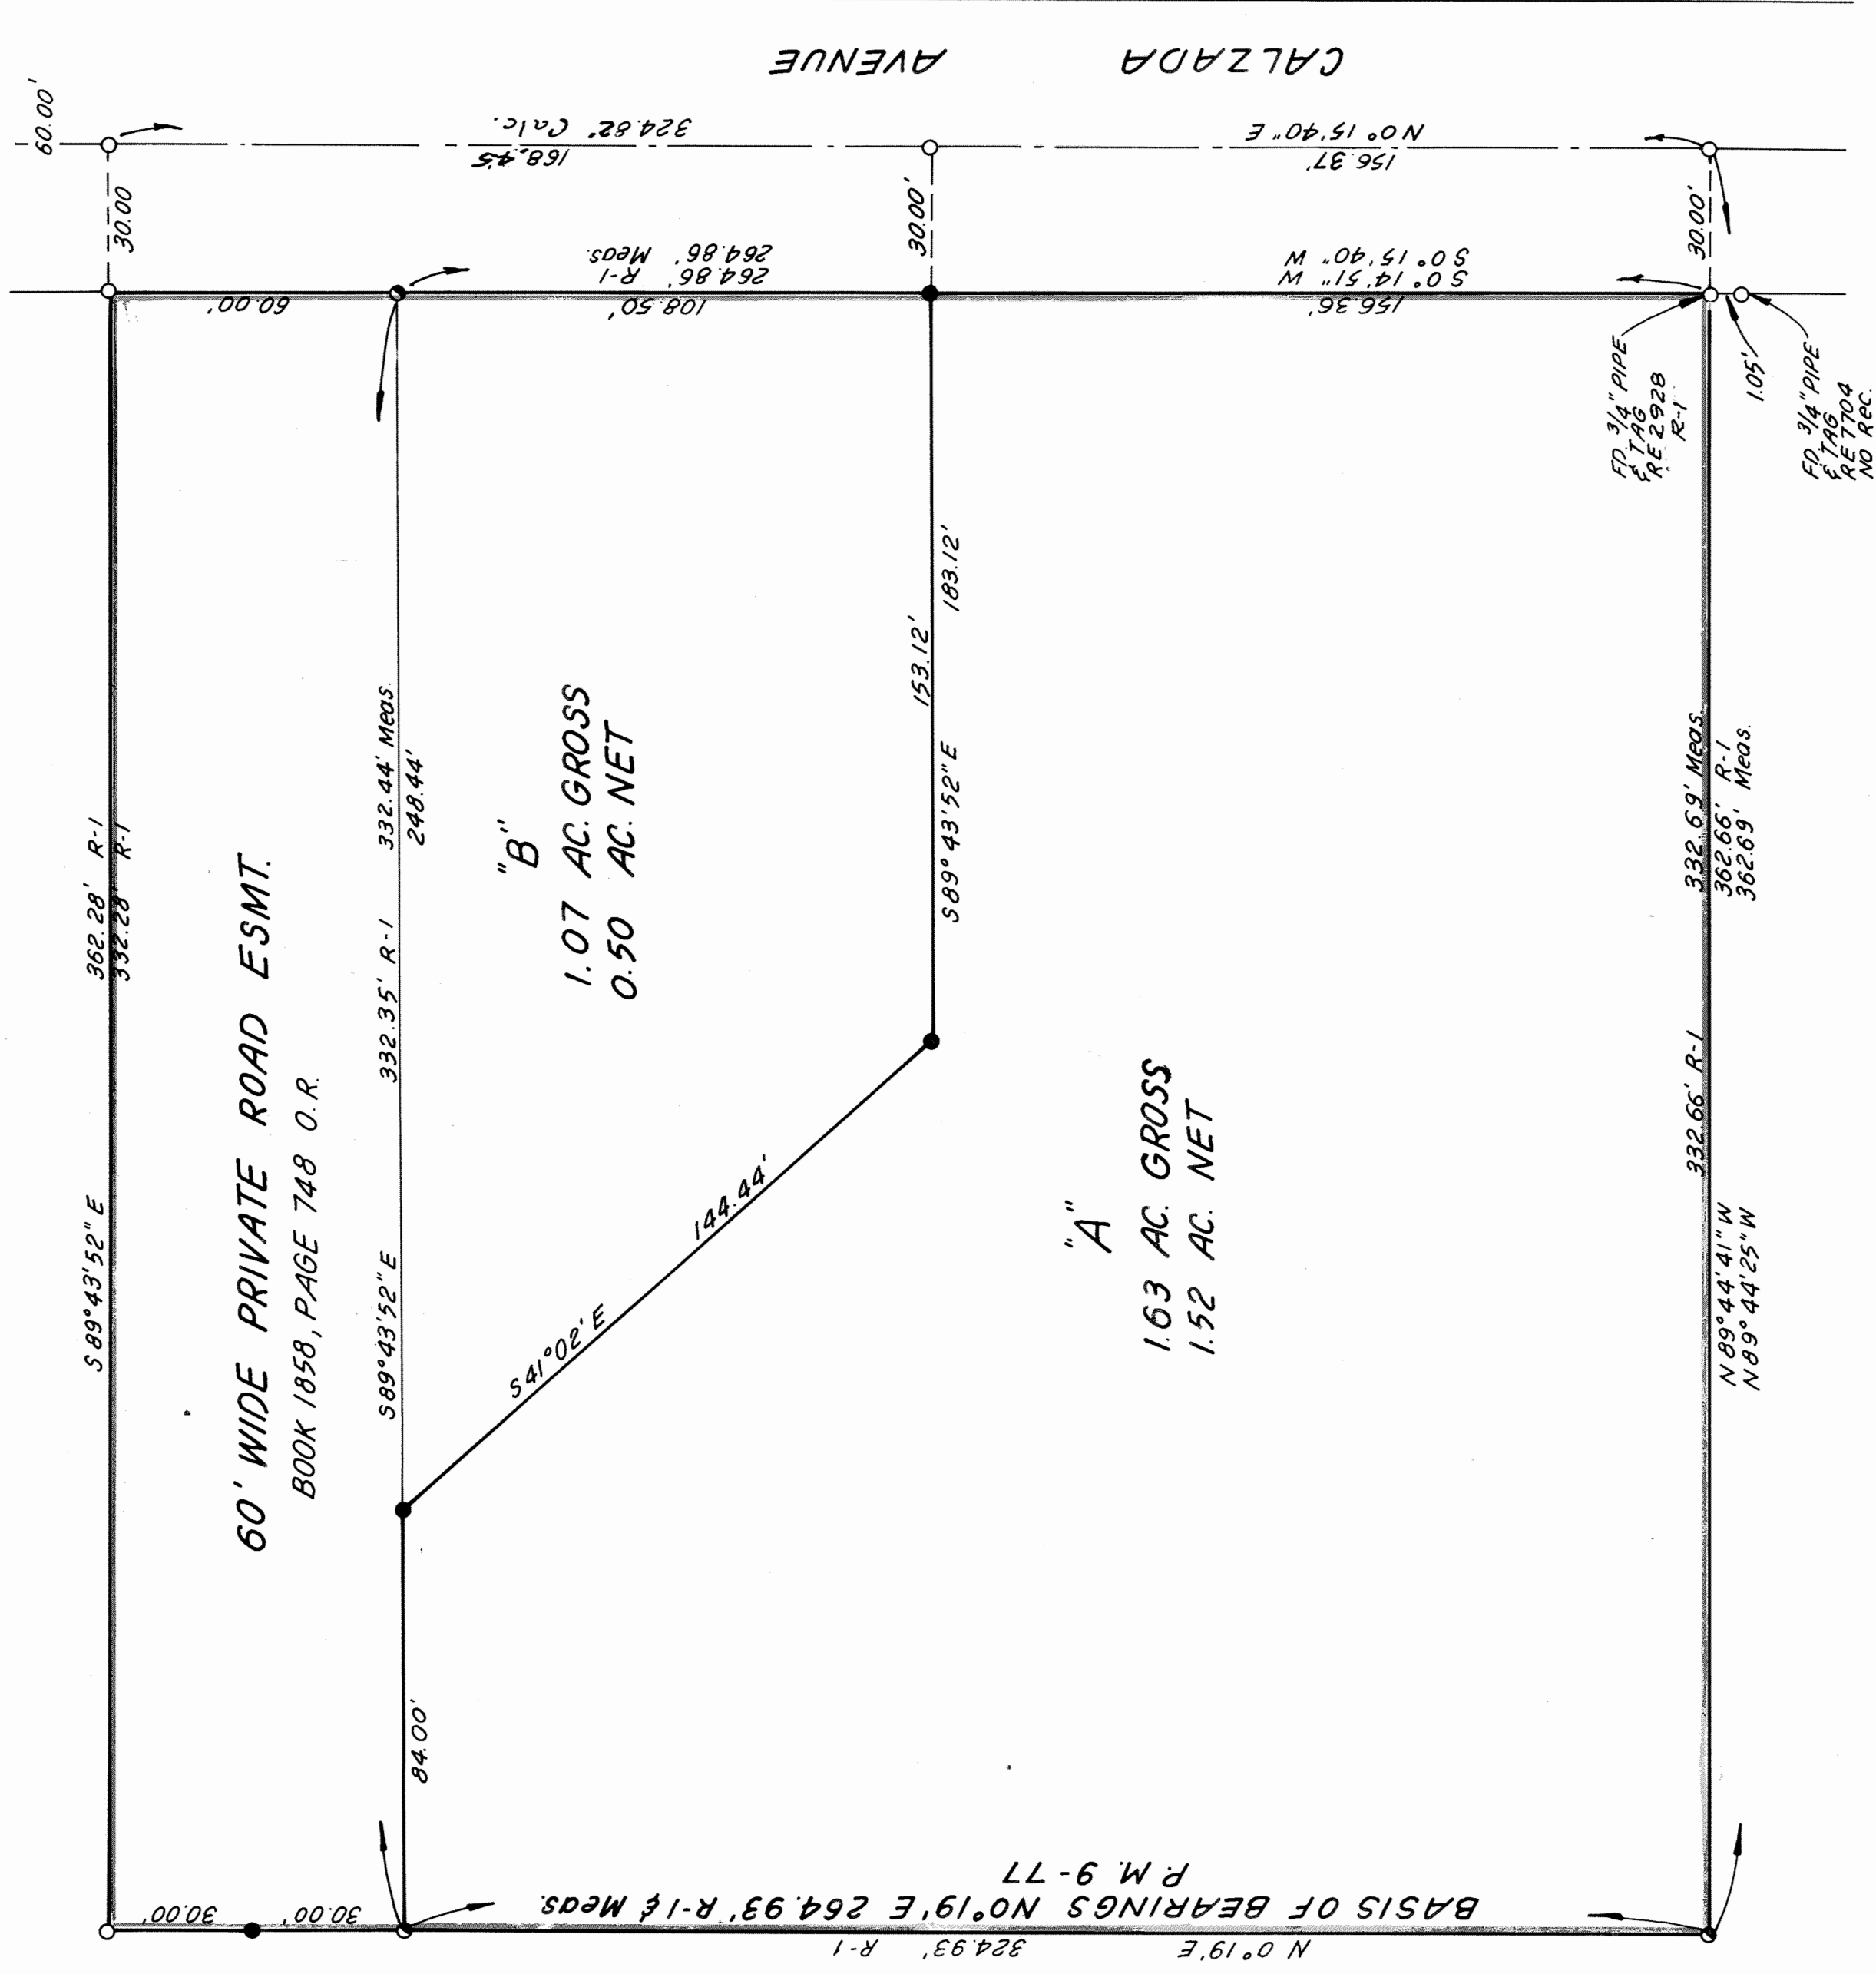 CALZADA AVENUE
60.00'
324.82' Calc.
168.45
N 0° 15' 40" E
156.37'
30.00
30.00'
30.00'
264.86' Meas.
264.86' R-1
108.50'
60.00'
S 0° 15' 40" W
S 0° 14' 51" W
156.36'
FD. 3/4" PIPE
& TAG
RE 2928
R-1
1.05'
FD. 3/4" PIPE
& TAG
RE 7704
NO REC.
S 89° 43' 52" E
362.28' R-1
332.28' R-1
60' WIDE PRIVATE ROAD ESMT.
BOOK 1858, PAGE 748 O.R.
S89° 43' 52" E
332.35' R-1
332.44' Meas.
248.44'
"B"
1.07 AC. GROSS
0.50 AC. NET
153.12'
183.12'
S89° 43' 52" E
S41° 02' E
144.44'
84.00'
"A"
1.63 AC. GROSS
1.52 AC. NET
332.66' R-1
332.69' Meas.
N 89° 44' 41" W
362.66' R-1
N 89° 44' 25" W
362.69' Meas.
30.00'
30.00'
P.M. 9-77
BASIS OF BEARINGS N0°19'E 264.93' R-1 & Meas.
N 0° 19' E
324.93' R-1